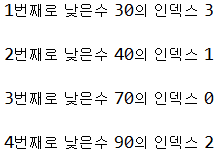 1번째로 낮은수 30의 인덱스 3
2번째로 낮은수 40의 인덱스 1
3번째로 낮은수 70의 인덱스 0
4번째로 낮은수 90의 인덱스 2